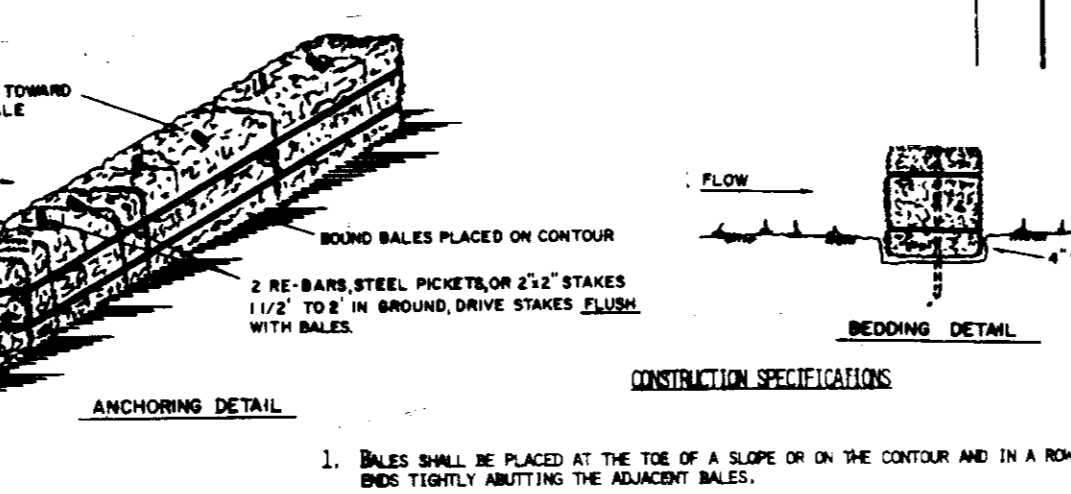 TOWARD
ALE
FLOW
BOUND BALES PLACED ON CONTOUR
4"
2 RE-BARS, STEEL PICKETS, OR 2"x2" STAKES
1 1/2' TO 2' IN GROUND, DRIVE STAKES FLUSH
WITH BALES.
BEDDING DETAIL
CONSTRUCTION SPECIFICATIONS
ANCHORING DETAIL
1. BALES SHALL BE PLACED AT THE TOE OF A SLOPE OR ON THE CONTOUR AND IN A ROW
ENDS TIGHTLY ABUTTING THE ADJACENT BALES.